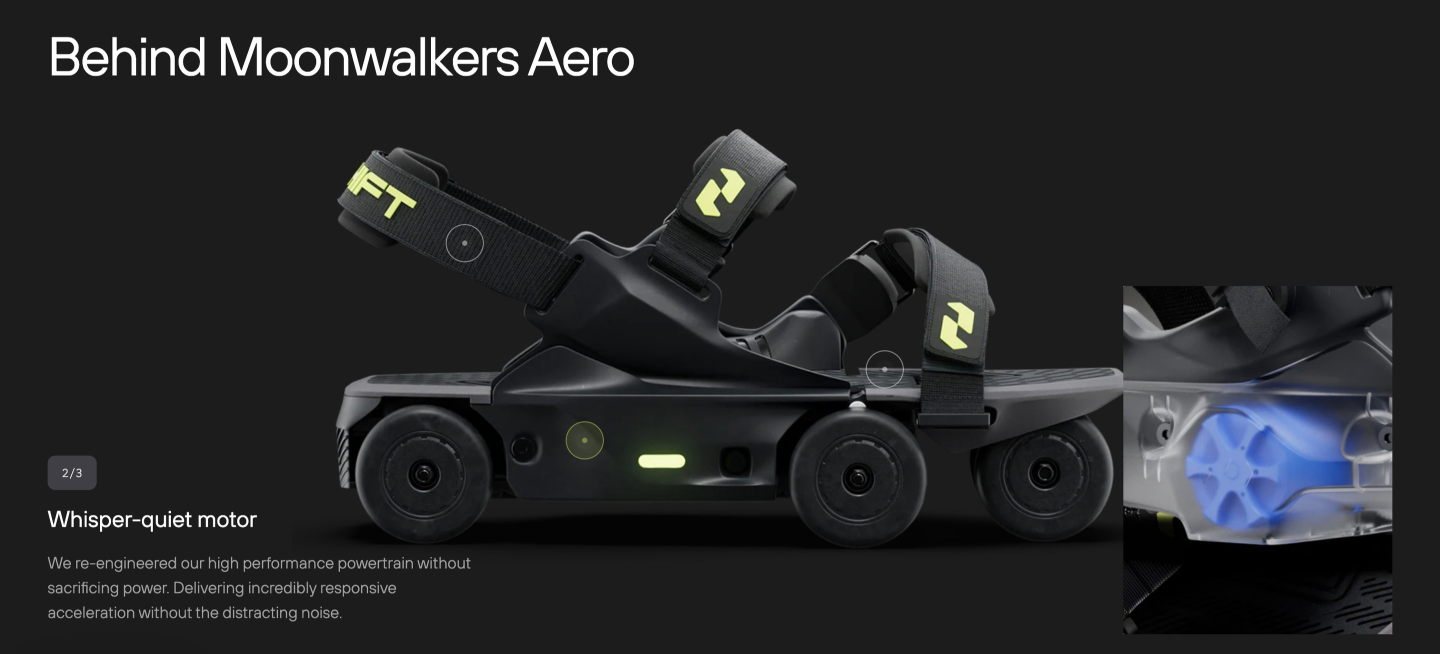 Behind Moonwalkers Aero
IFT
2/3
Whisper-quiet motor
We re-engineered our high performance powertrain without
sacrificing power. Delivering incredibly responsive
acceleration without the distracting noise.